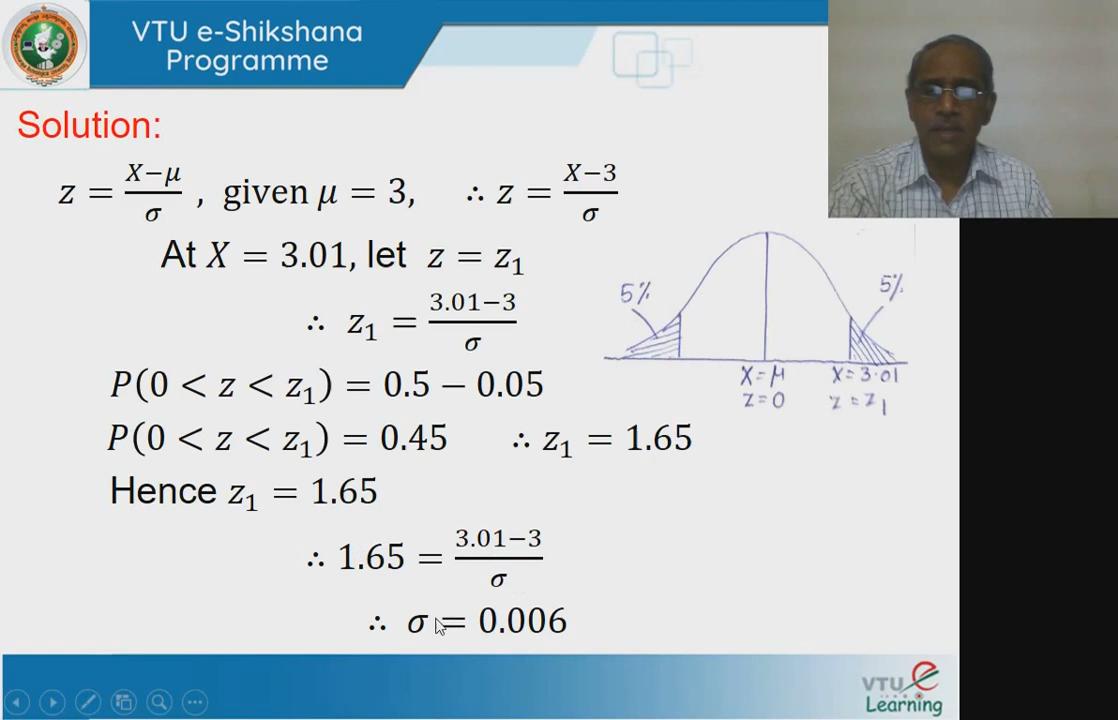 VTU e-Shikshana
Programme
Solution:
z = (X−μ)/σ , given μ = 3, ∴ z = (X−3)/σ
At X = 3.01, let z = z₁
∴ z₁ = (3.01−3)/σ
P(0 < z < z₁) = 0.5 − 0.05
P(0 < z < z₁) = 0.45 ∴ z₁ = 1.65
Hence z₁ = 1.65
∴ 1.65 = (3.01−3)/σ
∴ σ = 0.006
5%
5%
X=μ
z=0
X=3.01
z=z₁
VTU e
Learning